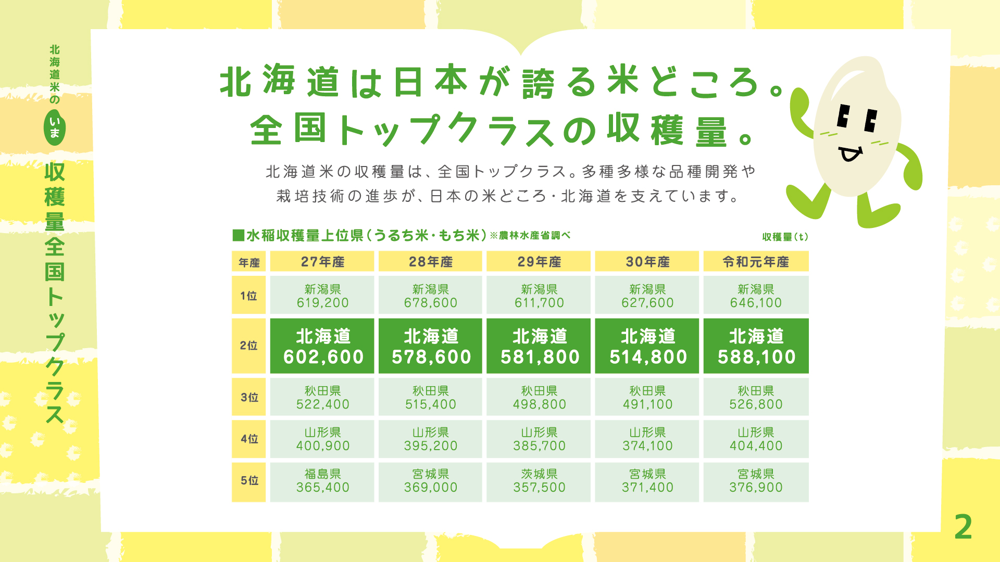 北海道米の
いま
収穫量全国トップクラス
北海道は日本が誇る米どころ。
全国トップクラスの収穫量。
北海道米の収穫量は、全国トップクラス。多種多様な品種開発や
栽培技術の進歩が、日本の米どころ・北海道を支えています。
■水稲収穫量上位県(うるち米・もち米)※農林水産省調べ
収穫量(t)
年産 27年産 28年産 29年産 30年産 令和元年産
1位 新潟県 新潟県 新潟県 新潟県 新潟県
619,200 678,600 611,700 627,600 646,100
2位 北海道 北海道 北海道 北海道 北海道
602,600 578,600 581,800 514,800 588,100
3位 秋田県 秋田県 秋田県 秋田県 秋田県
522,400 515,400 498,800 491,100 526,800
4位 山形県 山形県 山形県 山形県 山形県
400,900 395,200 385,700 374,100 404,400
5位 福島県 宮城県 茨城県 宮城県 宮城県
365,400 369,000 357,500 371,400 376,900
2